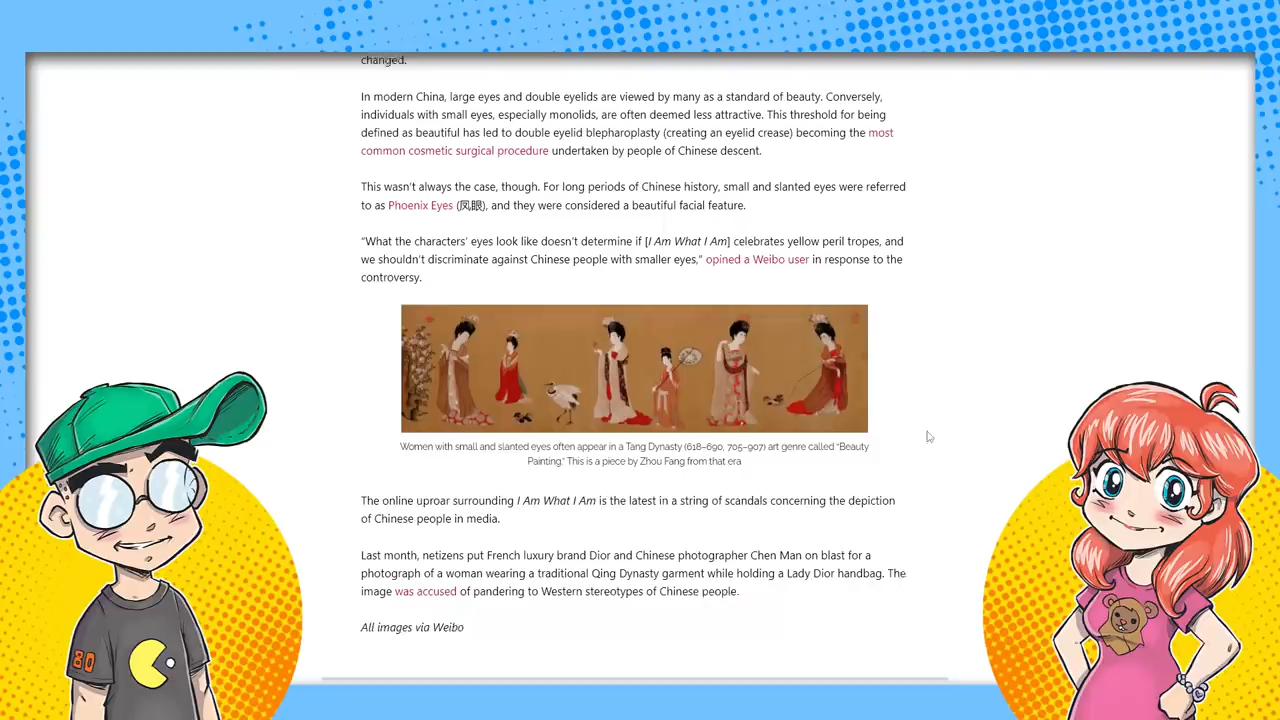 changed.
In modern China, large eyes and double eyelids are viewed by many as a standard of beauty. Conversely,
individuals with small eyes, especially monolids, are often deemed less attractive. This threshold for being
defined as beautiful has led to double eyelid blepharoplasty (creating an eyelid crease) becoming the most
common cosmetic surgical procedure undertaken by people of Chinese descent.
This wasn't always the case, though. For long periods of Chinese history, small and slanted eyes were referred
to as Phoenix Eyes (凤眼), and they were considered a beautiful facial feature.
“What the characters’ eyes look like doesn’t determine if [I Am What I Am] celebrates yellow peril tropes, and
we shouldn’t discriminate against Chinese people with smaller eyes,” opined a Weibo user in response to the
controversy.
Women with small and slanted eyes often appear in a Tang Dynasty (618–690, 705–907) art genre called “Beauty
Painting.” This is a piece by Zhou Fang from that era
The online uproar surrounding I Am What I Am is the latest in a string of scandals concerning the depiction
of Chinese people in media.
Last month, netizens put French luxury brand Dior and Chinese photographer Chen Man on blast for a
photograph of a woman wearing a traditional Qing Dynasty garment while holding a Lady Dior handbag. The
image was accused of pandering to Western stereotypes of Chinese people.
All images via Weibo
80